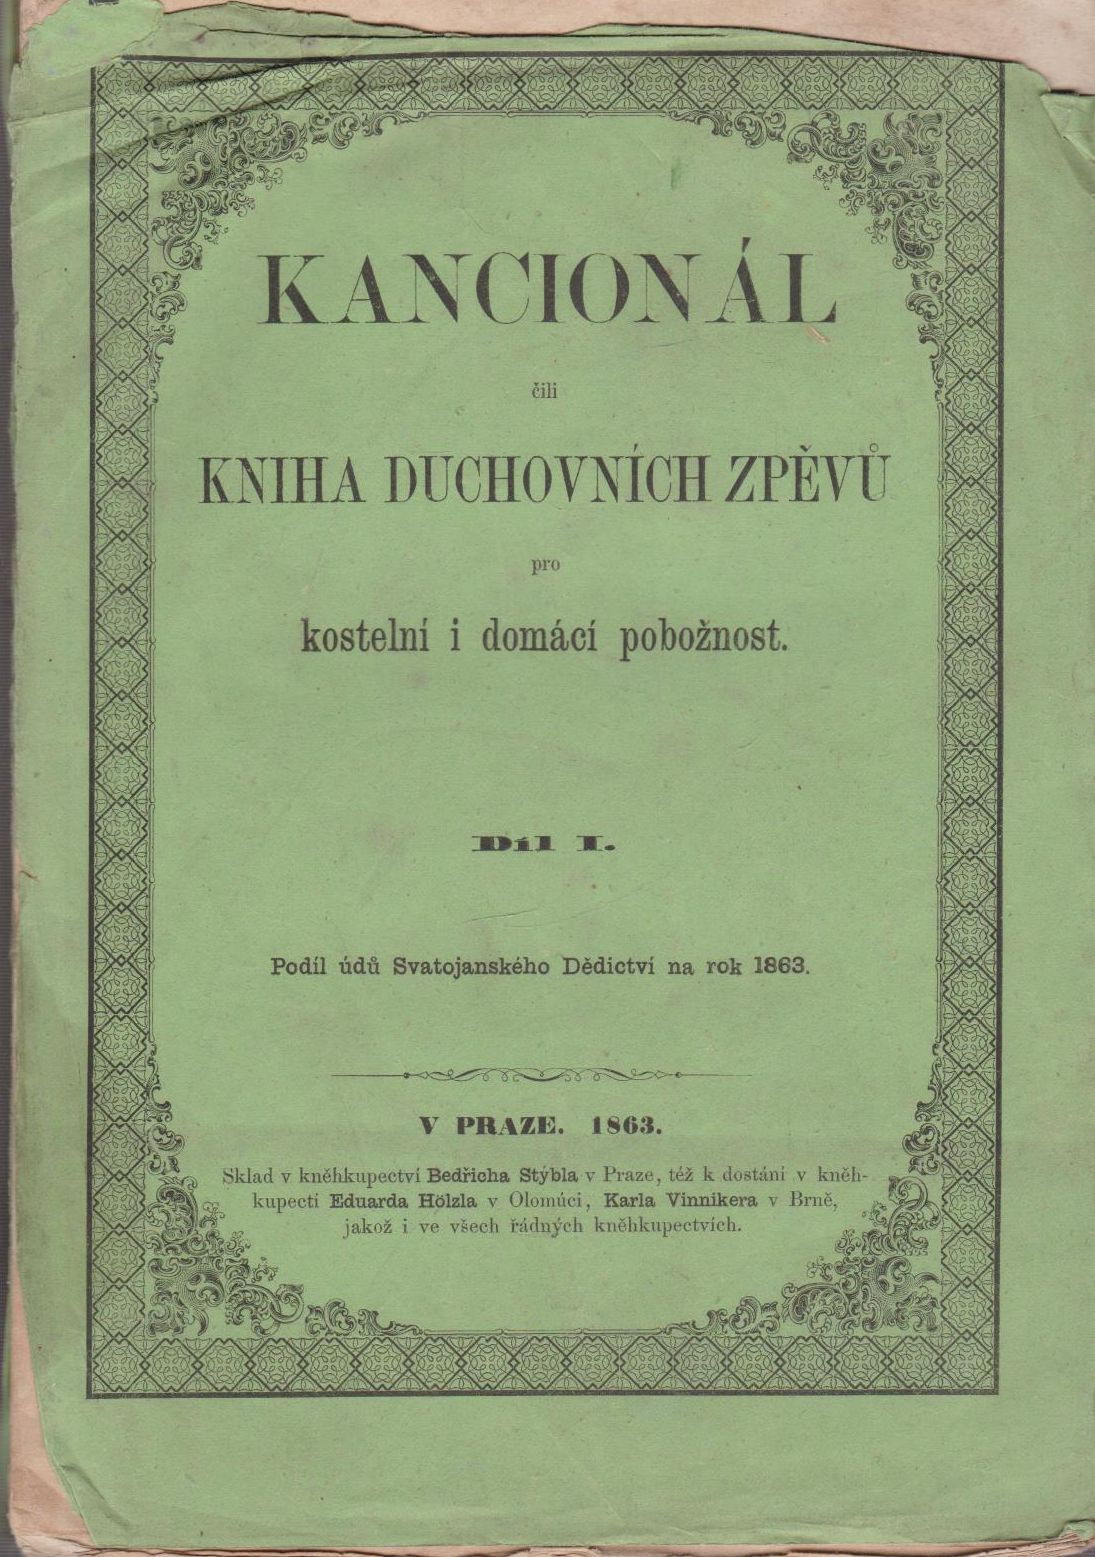 KANCIONÁL
čili
KNIHA DUCHOVNÍCH ZPĚVŮ
pro
kostelní i domácí pobožnost.
Díl I.
Podíl údů Svatojanského Dědictví na rok 1863.
V PRAZE. 1863.
Sklad v kněhkupectví Bedřicha Stýbla v Praze, též k dostání v kněh-
kupectí Eduarda Hölzla v Olomúci, Karla Vinnikera v Brně,
jakož i ve všech řádných kněhkupectvích.